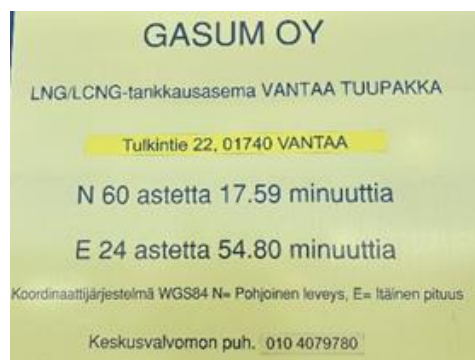 GASUM OY
LNG/LCNG-tankkausasema VANTAA TUUPAKKA
Tulkintie 22, 01740 VANTAA
N 60 astetta 17.59 minuuttia
E 24 astetta 54.80 minuuttia
Koordinaattijärjestelmä WGS84 N= Pohjoinen leveys, E= Itäinen pituus
Keskusvalvomon puh. 010 4079780